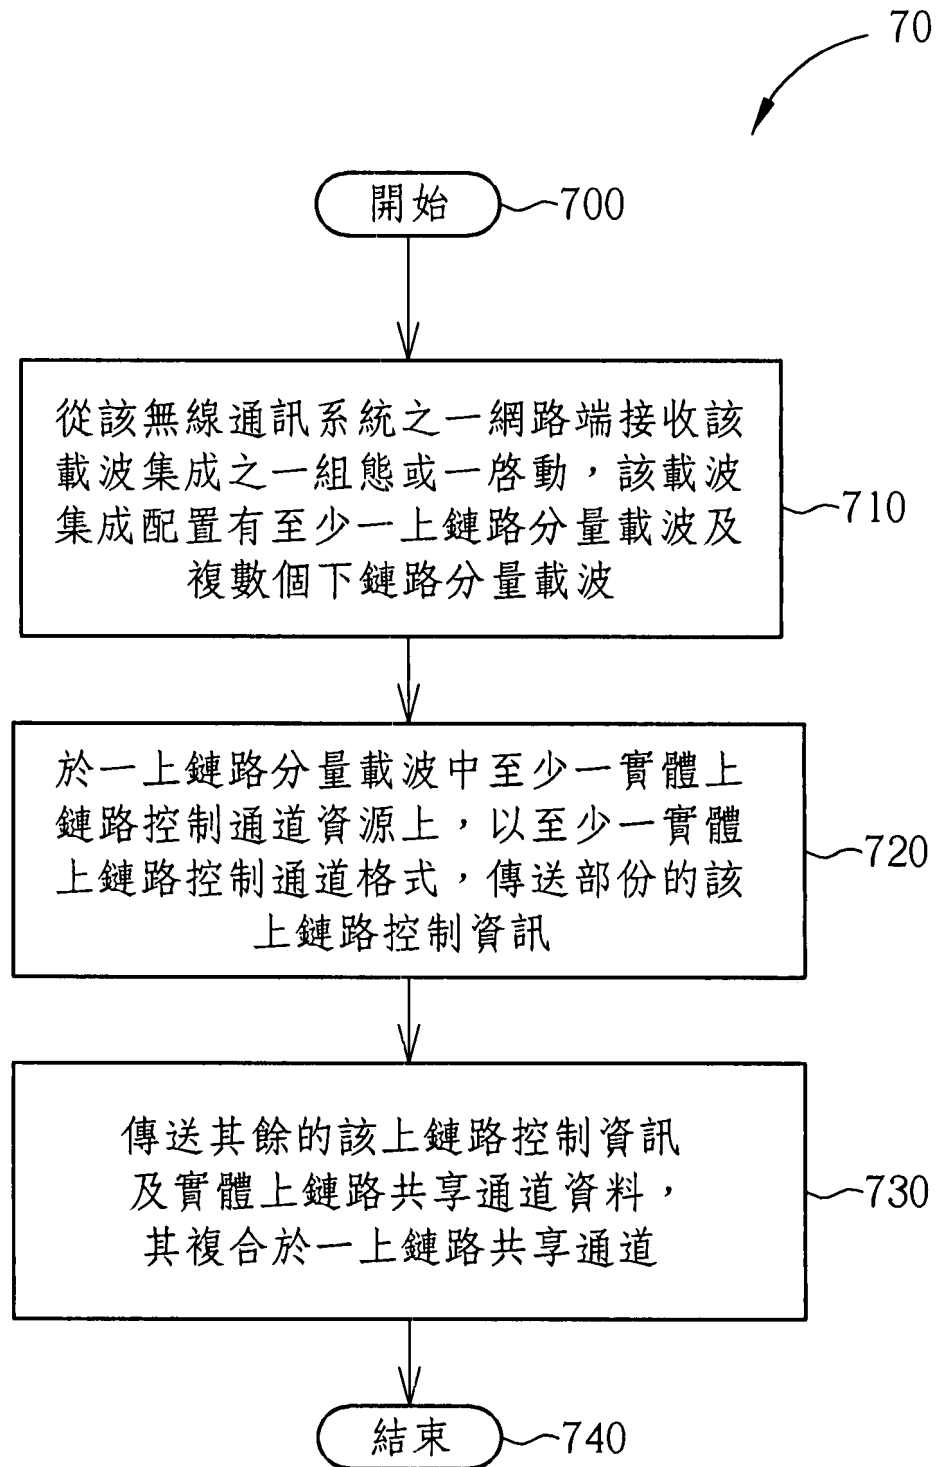 70
開始
700
從該無線通訊系統之一網路端接收該
載波集成之一組態或一啓動，該載波
集成配置有至少一上鏈路分量載波及
複數個下鏈路分量載波
710
於一上鏈路分量載波中至少一實體上
鏈路控制通道資源上，以至少一實體
上鏈路控制通道格式，傳送部份的該
上鏈路控制資訊
720
傳送其餘的該上鏈路控制資訊
及實體上鏈路共享通道資料，
其複合於一上鏈路共享通道
730
結束
740